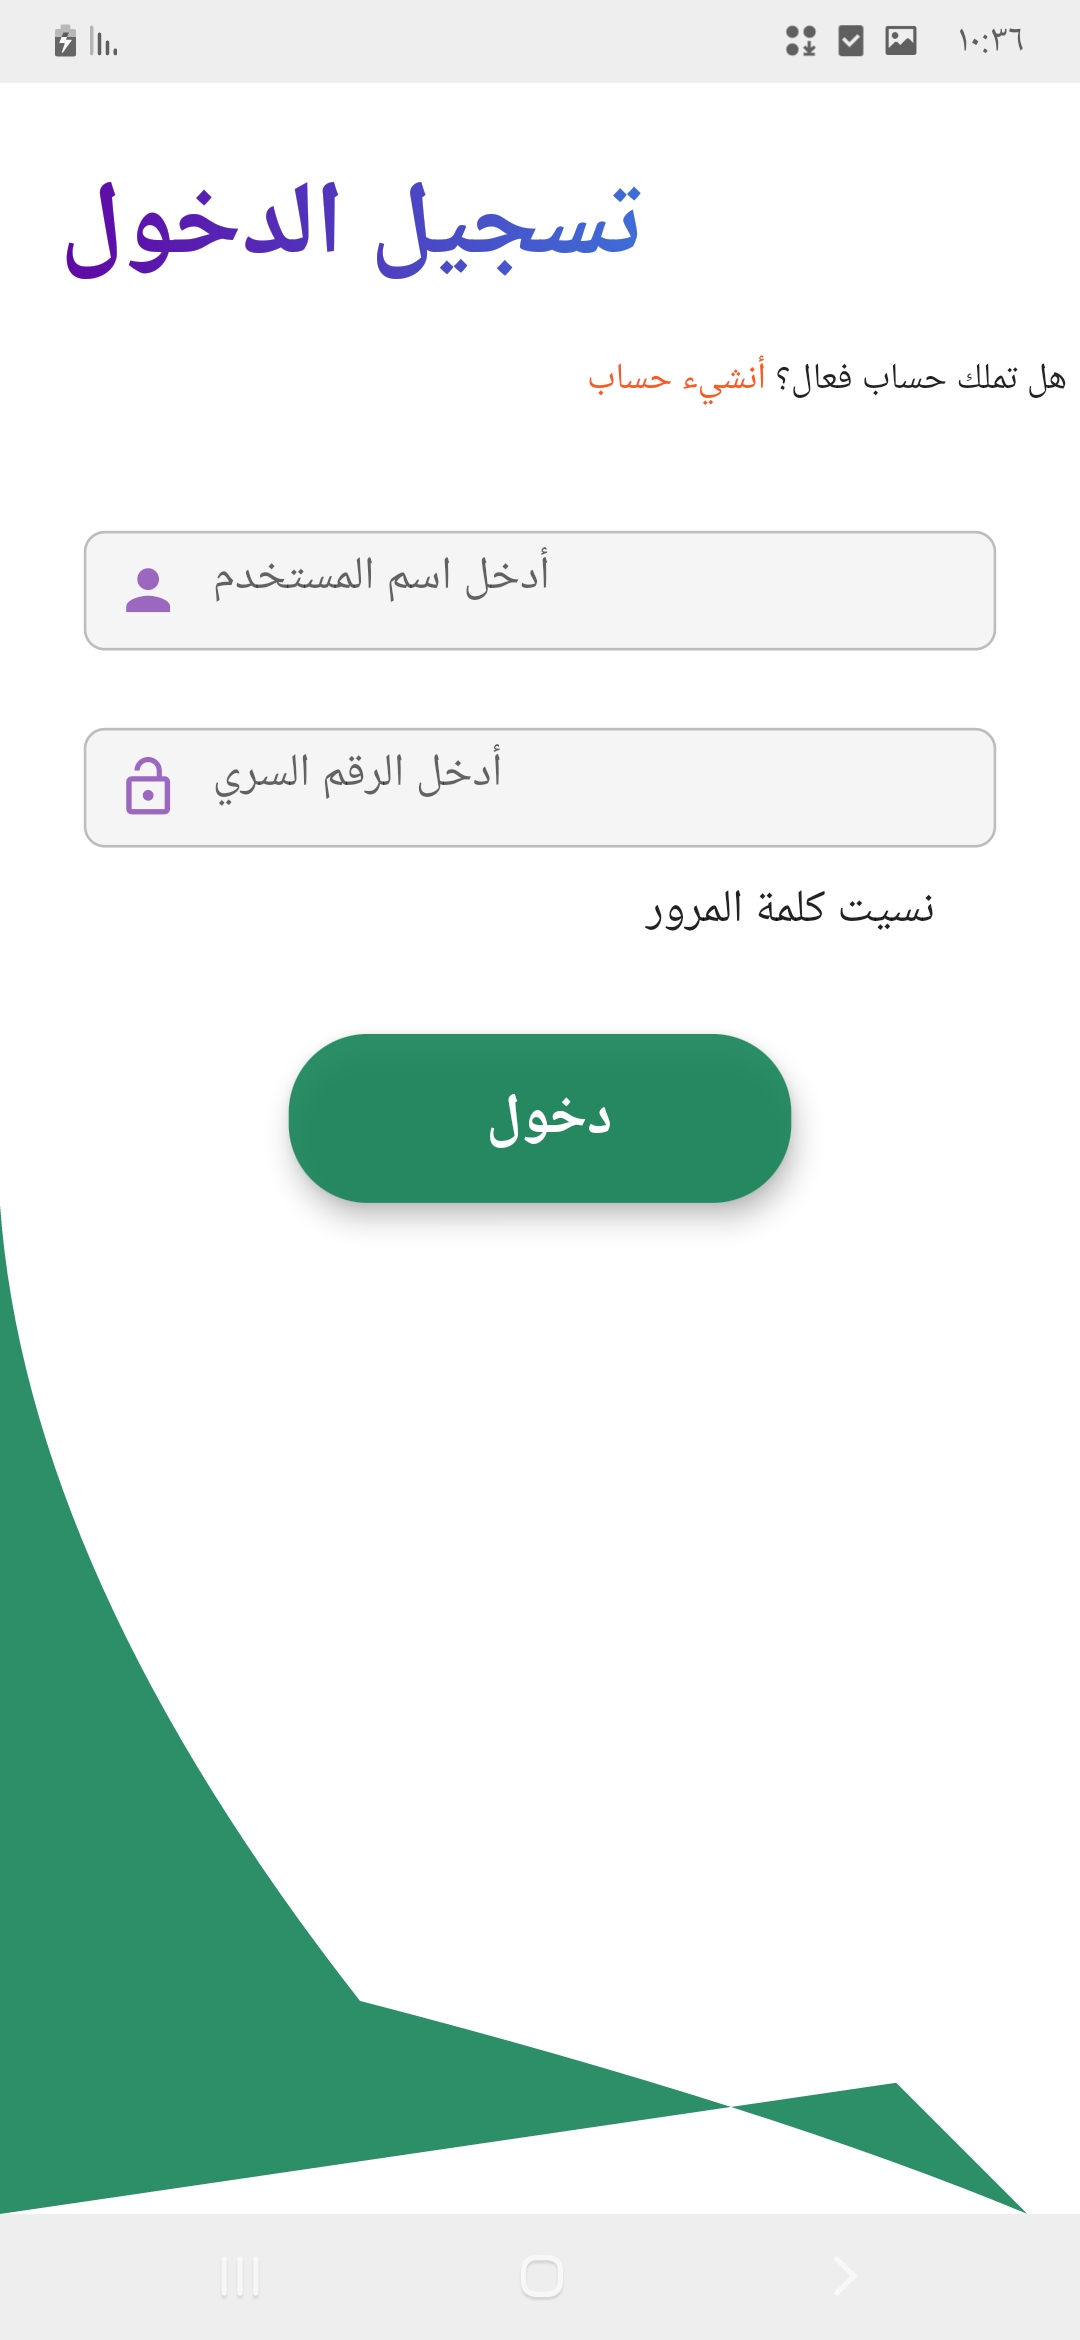 ١٠:٣٦
تسجيل الدخول
هل تملك حساب فعال؟ أنشيء حساب
أدخل اسم المستخدم
أدخل الرقم السري
نسيت كلمة المرور
دخول